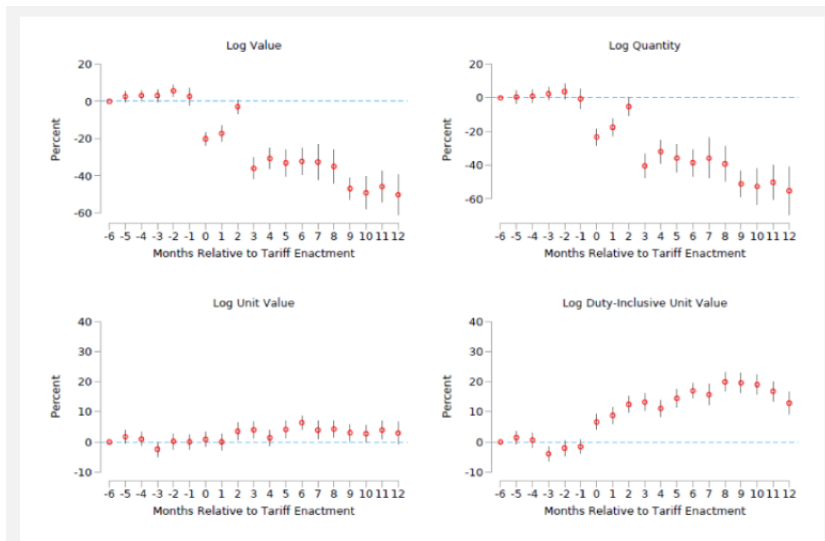 Log Value
20
0
-20
-40
-60
Percent
-6 -5 -4 -3 -2 -1 0 1 2 3 4 5 6 7 8 9 10 11 12
Months Relative to Tariff Enactment
Log Quantity
20
0
-20
-40
-60
Percent
-6 -5 -4 -3 -2 -1 0 1 2 3 4 5 6 7 8 9 10 11 12
Months Relative to Tariff Enactment
Log Unit Value
40
30
20
10
0
-10
Percent
-6 -5 -4 -3 -2 -1 0 1 2 3 4 5 6 7 8 9 10 11 12
Months Relative to Tariff Enactment
Log Duty-Inclusive Unit Value
40
30
20
10
0
-10
Percent
-6 -5 -4 -3 -2 -1 0 1 2 3 4 5 6 7 8 9 10 11 12
Months Relative to Tariff Enactment